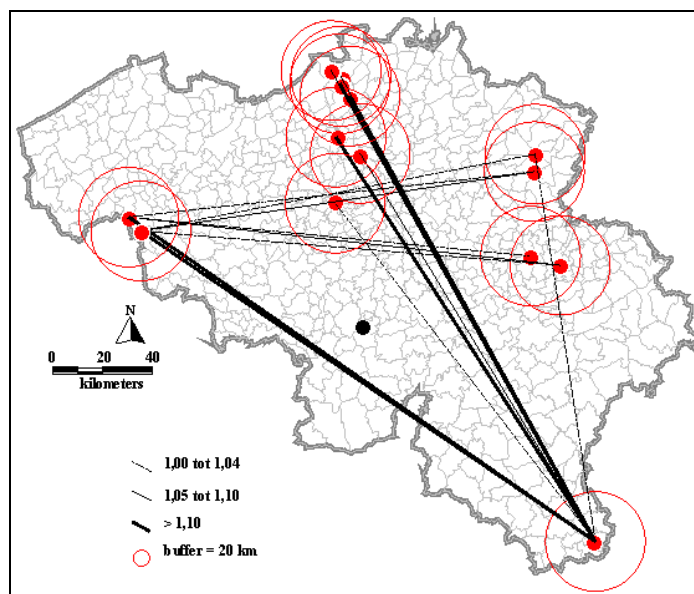 N
0 20 40
kilometers
1,00 tot 1,04
1,05 tot 1,10
> 1,10
buffer = 20 km